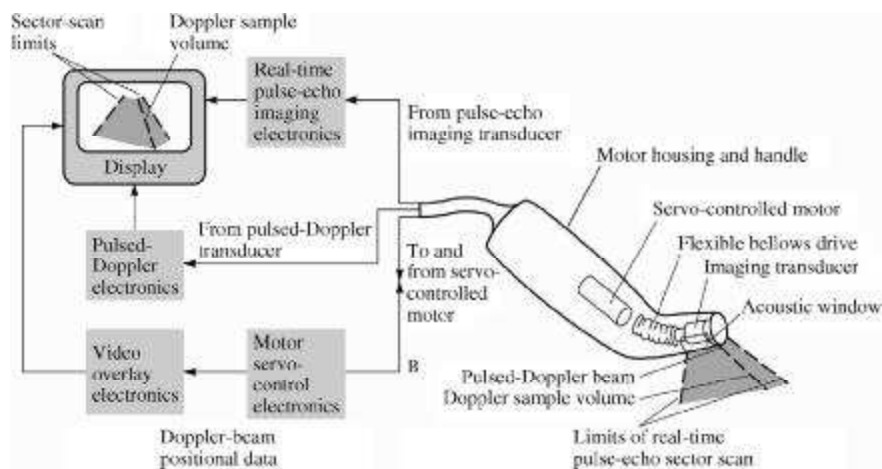 Sector-scan
limits
Doppler sample
volume
Real-time
pulse-echo
imaging
electronics
From pulse-echo
imaging transducer
Display
Motor housing and handle
Servo-controlled motor
Flexible bellows drive
Imaging transducer
Acoustic window
From pulsed-Doppler
transducer
Pulsed-
Doppler
electronics
To and
from servo-
controlled
motor
Video
overlay
electronics
Motor
servo-
control
electronics
B
Pulsed-Doppler beam
Doppler sample volume
Doppler-beam
positional data
Limits of real-time
pulse-echo sector scan